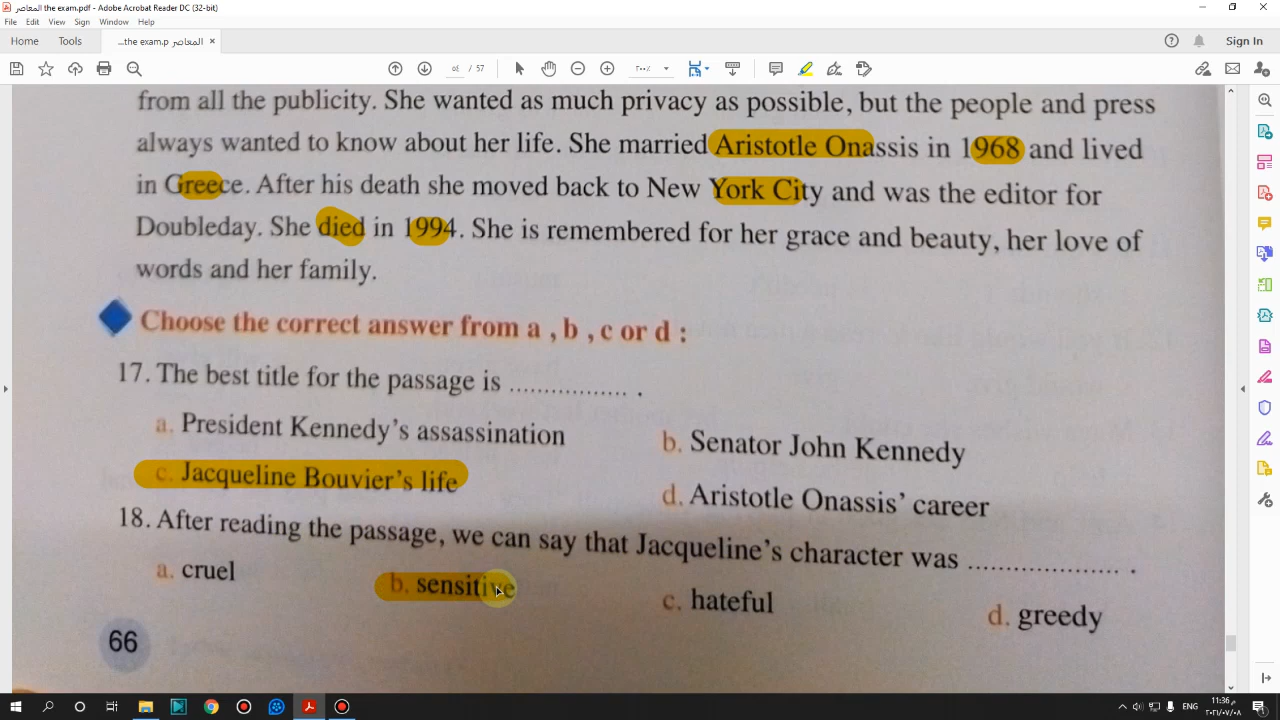 المعاصر the exam.pdf - Adobe Acrobat Reader DC (32-bit)
File Edit View Sign Window Help
Home Tools ...the exam.p المعاصر × Sign In
٥٤ / 57 ٢٠٠٪
from all the publicity. She wanted as much privacy as possible, but the people and press
always wanted to know about her life. She married Aristotle Onassis in 1968 and lived
in Greece. After his death she moved back to New York City and was the editor for
Doubleday. She died in 1994. She is remembered for her grace and beauty, her love of
words and her family.
Choose the correct answer from a , b , c or d :
17. The best title for the passage is .................. .
a. President Kennedy's assassination b. Senator John Kennedy
c. Jacqueline Bouvier's life d. Aristotle Onassis' career
18. After reading the passage, we can say that Jacqueline's character was ..................... .
a. cruel b. sensitive c. hateful d. greedy
66
ENG 11:36 م
٢٠٢١/٠٧/٠٨